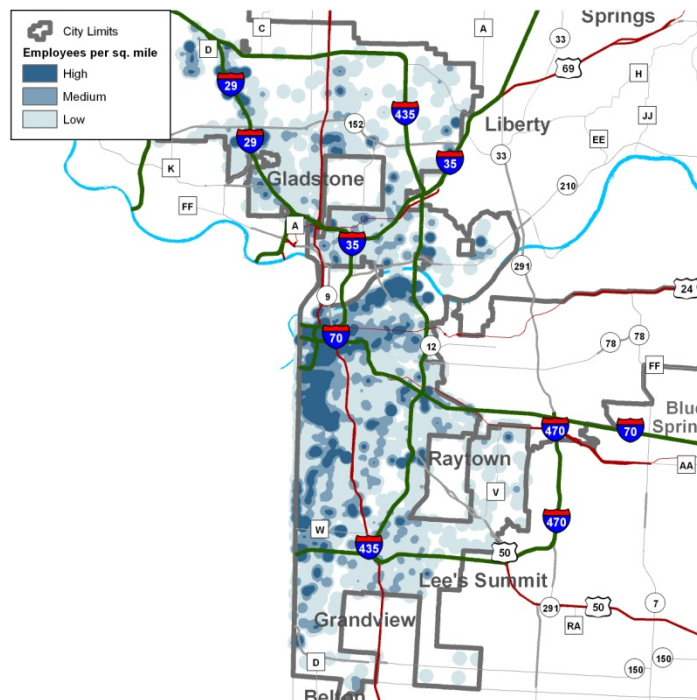 City Limits
Employees per sq. mile
High
Medium
Low
Springs
C
A
D
33
69
H
29
435
152
JJ
Liberty
EE
29
35
33
K
Gladstone
210
FF
A
35
291
24
9
70
12
78
78
FF
Blue
Spring
470
70
Raytown
AA
V
W
470
435
50
Lee's Summit
291
50
7
Grandview
RA
D
150
150
Belton